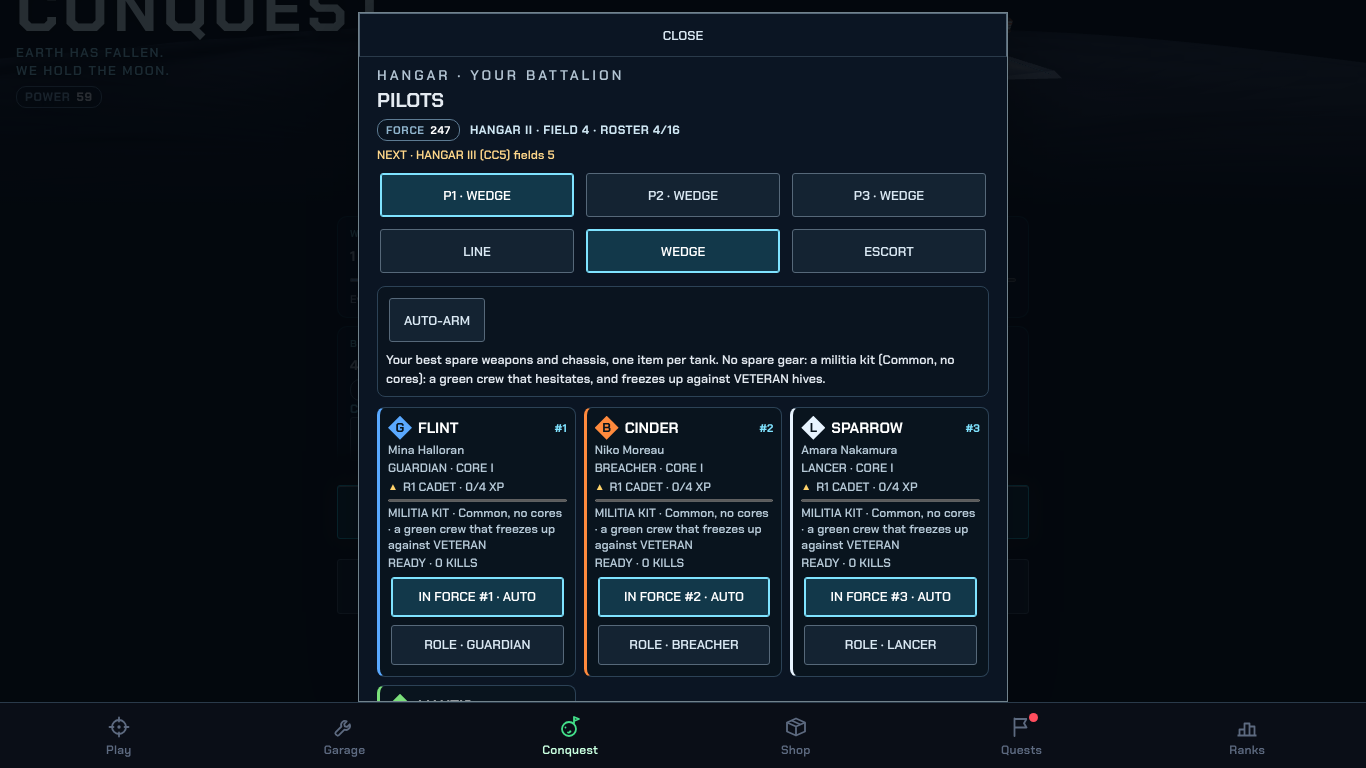 CONQUEST
EARTH HAS FALLEN.
WE HOLD THE MOON.
POWER 59
CLOSE
HANGAR · YOUR BATTALION
PILOTS
FORCE 247 HANGAR II · FIELD 4 · ROSTER 4/16
NEXT · HANGAR III (CC5) fields 5
P1 · WEDGE
P2 · WEDGE
P3 · WEDGE
LINE
WEDGE
ESCORT
AUTO-ARM
Your best spare weapons and chassis, one item per tank. No spare gear: a militia kit (Common, no
cores): a green crew that hesitates, and freezes up against VETERAN hives.
G FLINT #1
Mina Halloran
GUARDIAN · CORE I
▲ R1 CADET · 0/4 XP
MILITIA KIT · Common, no cores
· a green crew that freezes up
against VETERAN
READY · 0 KILLS
IN FORCE #1 · AUTO
ROLE · GUARDIAN
B CINDER #2
Niko Moreau
BREACHER · CORE I
▲ R1 CADET · 0/4 XP
MILITIA KIT · Common, no cores
· a green crew that freezes up
against VETERAN
READY · 0 KILLS
IN FORCE #2 · AUTO
ROLE · BREACHER
L SPARROW #3
Amara Nakamura
LANCER · CORE I
▲ R1 CADET · 0/4 XP
MILITIA KIT · Common, no cores
· a green crew that freezes up
against VETERAN
READY · 0 KILLS
IN FORCE #3 · AUTO
ROLE · LANCER
Play
Garage
Conquest
Shop
Quests
Ranks